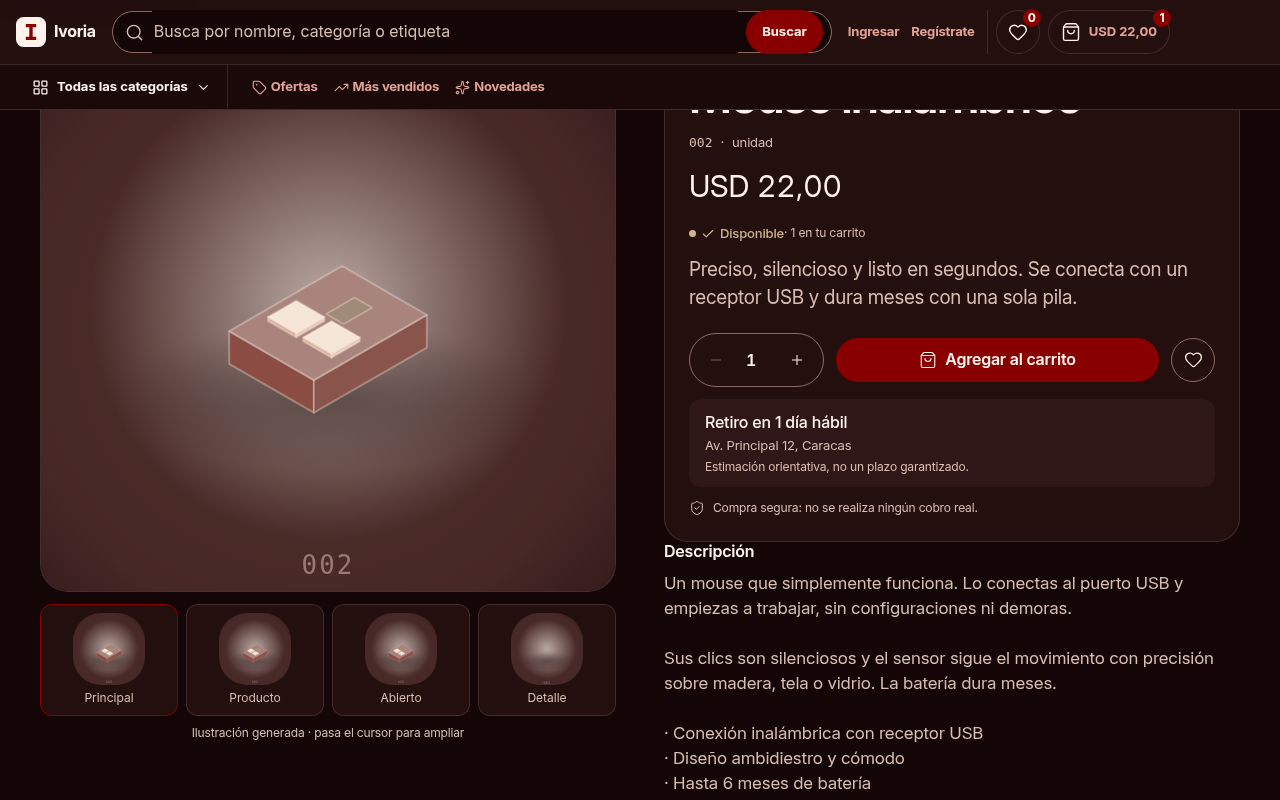 I Ivoria
Busca por nombre, categoría o etiqueta
Buscar
Ingresar
Regístrate
0
USD 22,00
1
Todas las categorías
Ofertas
Más vendidos
Novedades
Mouse inalámbrico
002 · unidad
USD 22,00
Disponible · 1 en tu carrito
Preciso, silencioso y listo en segundos. Se conecta con un
receptor USB y dura meses con una sola pila.
1
Agregar al carrito
Retiro en 1 día hábil
Av. Principal 12, Caracas
Estimación orientativa, no un plazo garantizado.
Compra segura: no se realiza ningún cobro real.
002
Principal
Producto
Abierto
Detalle
Ilustración generada · pasa el cursor para ampliar
Descripción
Un mouse que simplemente funciona. Lo conectas al puerto USB y
empiezas a trabajar, sin configuraciones ni demoras.
Sus clics son silenciosos y el sensor sigue el movimiento con precisión
sobre madera, tela o vidrio. La batería dura meses.
· Conexión inalámbrica con receptor USB
· Diseño ambidiestro y cómodo
· Hasta 6 meses de batería